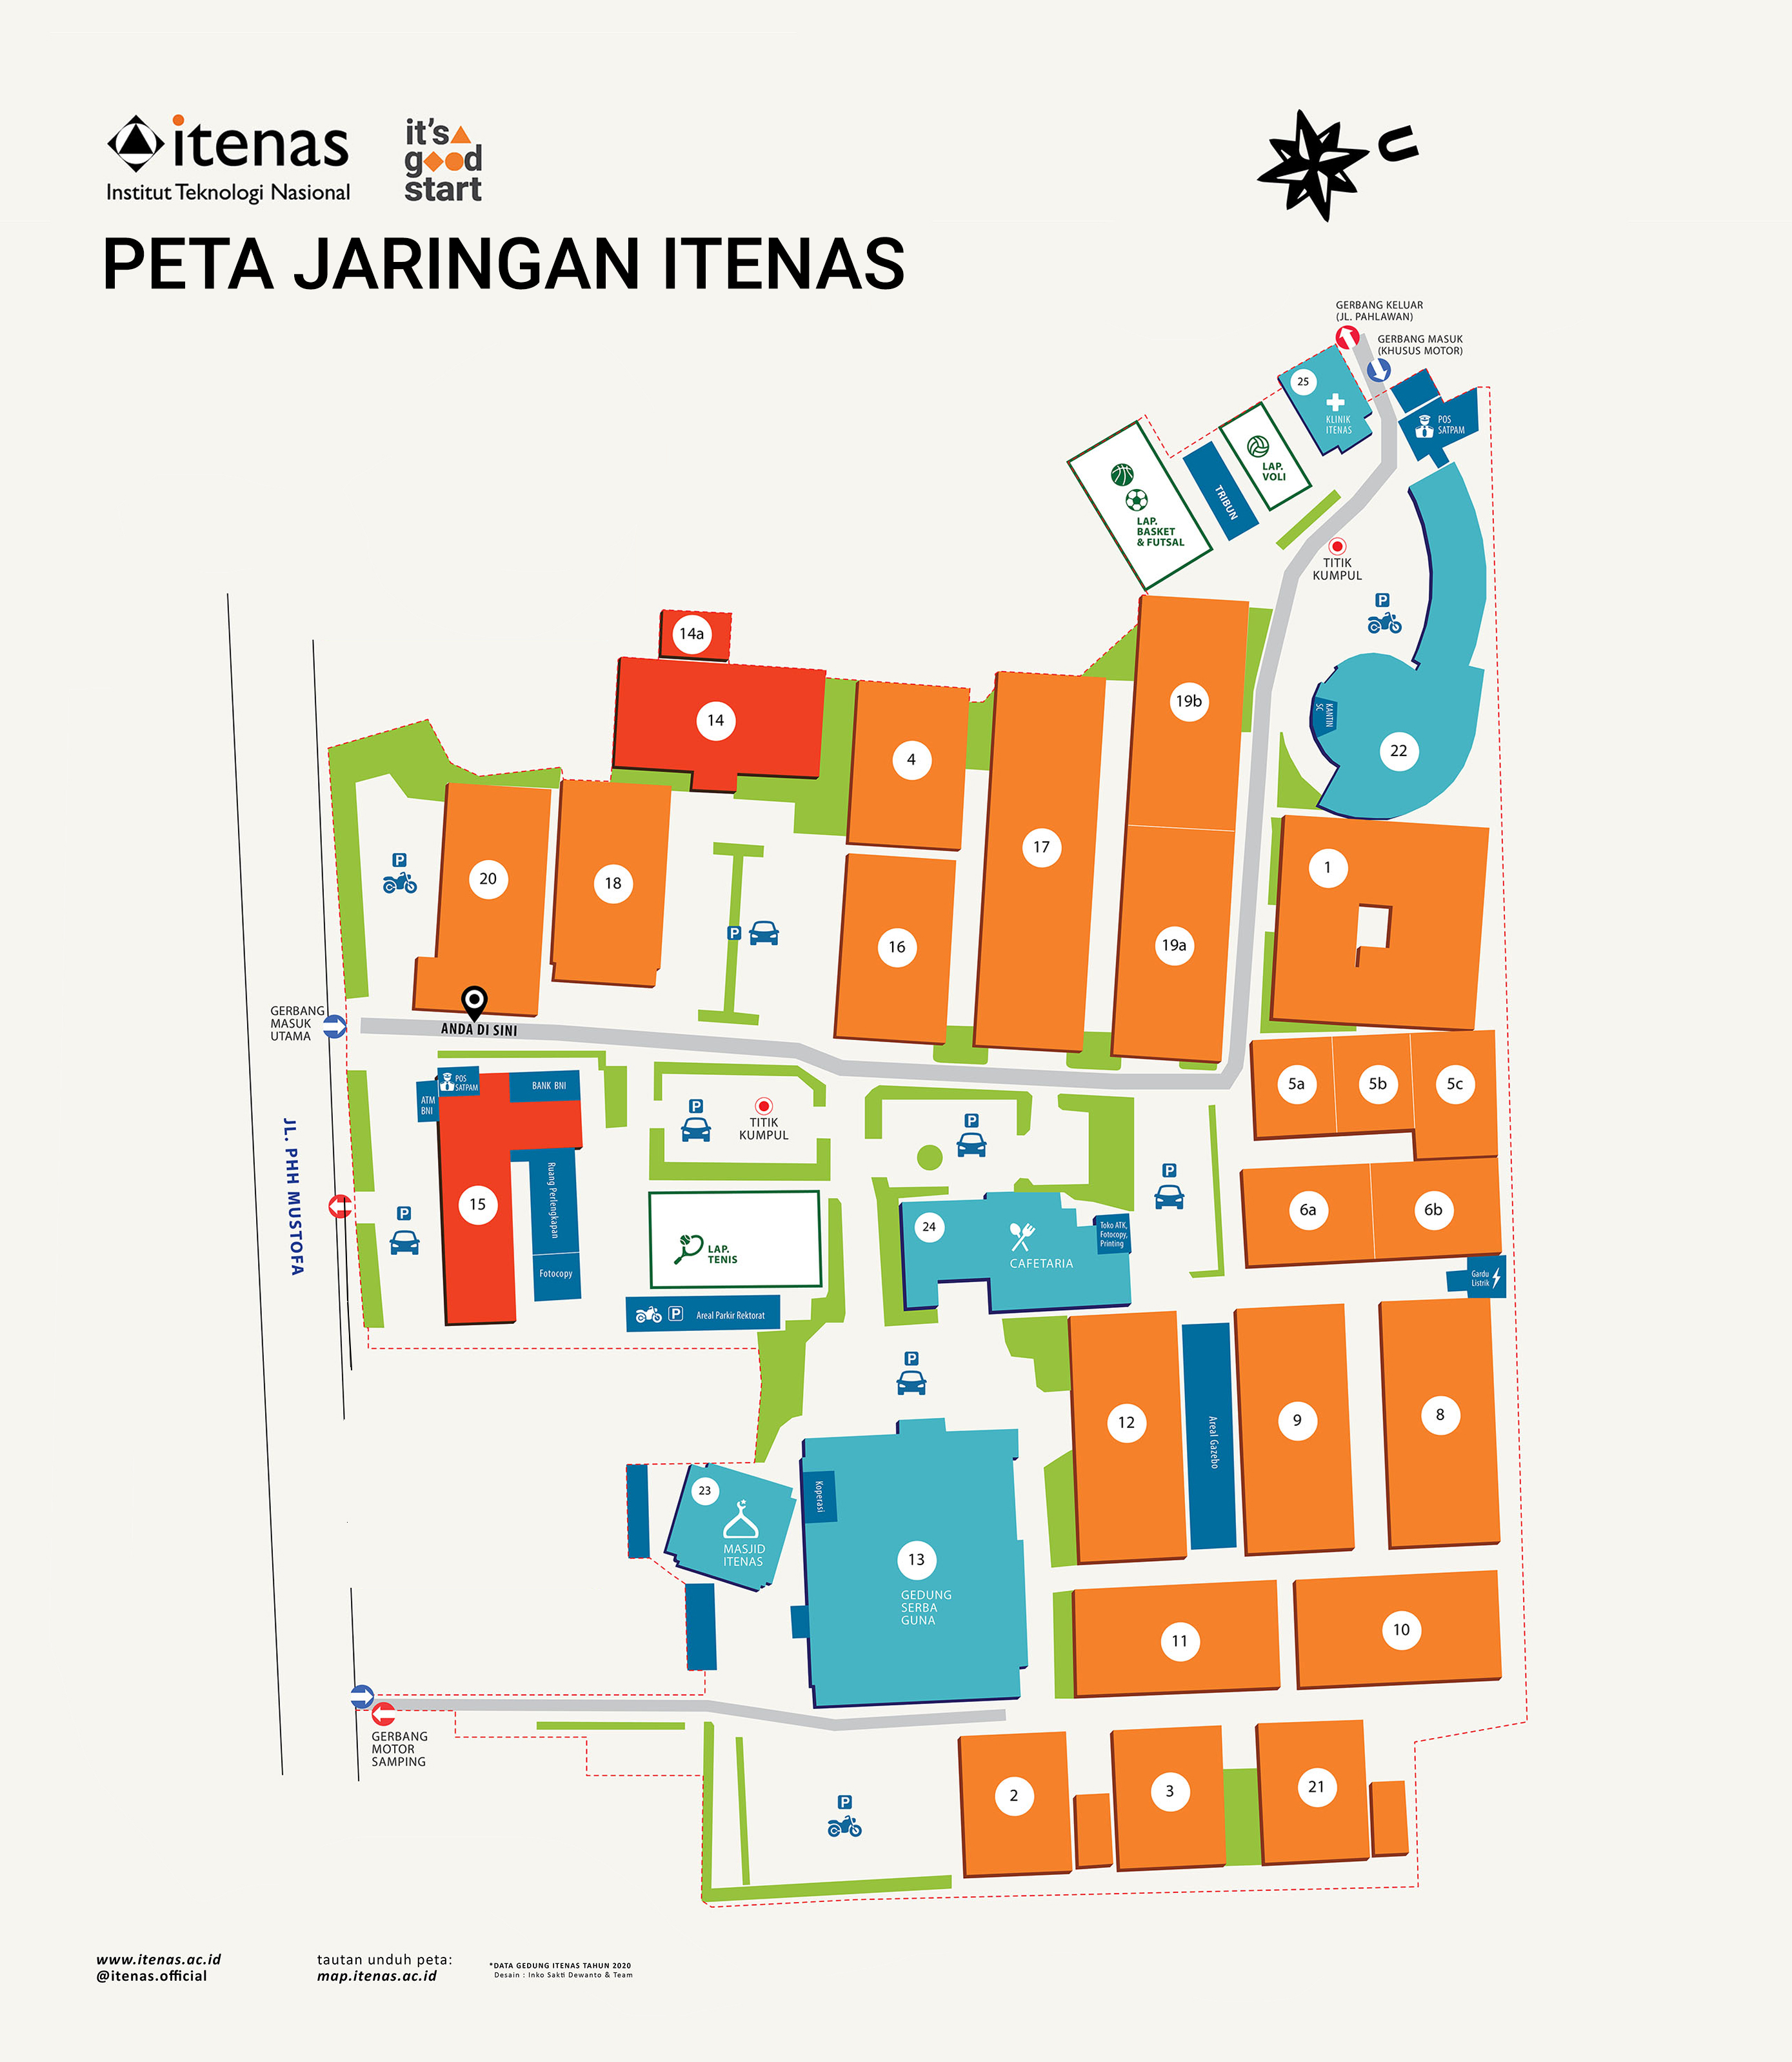 itenas
Institut Teknologi Nasional
it's
good
start
U
PETA JARINGAN ITENAS
GERBANG KELUAR
(JL. PAHLAWAN)
GERBANG MASUK
(KHUSUS MOTOR)
25
KLINIK
ITENAS
POS
SATPAM
LAP.
VOLI
TRIBUN
LAP.
BASKET
& FUTSAL
TITIK
KUMPUL
P
14a
14
4
19b
KANTIN
SC
22
17
1
P
20
18
P
16
19a
GERBANG
MASUK
UTAMA
ANDA DI SINI
POS
SATPAM
BANK BNI
ATM
BNI
P
TITIK
KUMPUL
P
5a
5b
5c
JL. PHH MUSTOFA
P
15
Ruang Perlengkapan
Fotocopy
LAP.
TENIS
P
Areal Parkir Rektorat
24
CAFETARIA
Toko ATK,
Fotocopy,
Printing
P
6a
6b
Gardu
Listrik
P
12
Areal Gazebo
9
8
23
MASJID
ITENAS
Koperasi
13
GEDUNG
SERBA
GUNA
11
10
GERBANG
MOTOR
SAMPING
P
2
3
21
www.itenas.ac.id
@itenas.official
tautan unduh peta:
map.itenas.ac.id
*DATA GEDUNG ITENAS TAHUN 2020
Desain : Inko Sakti Dewanto & Team